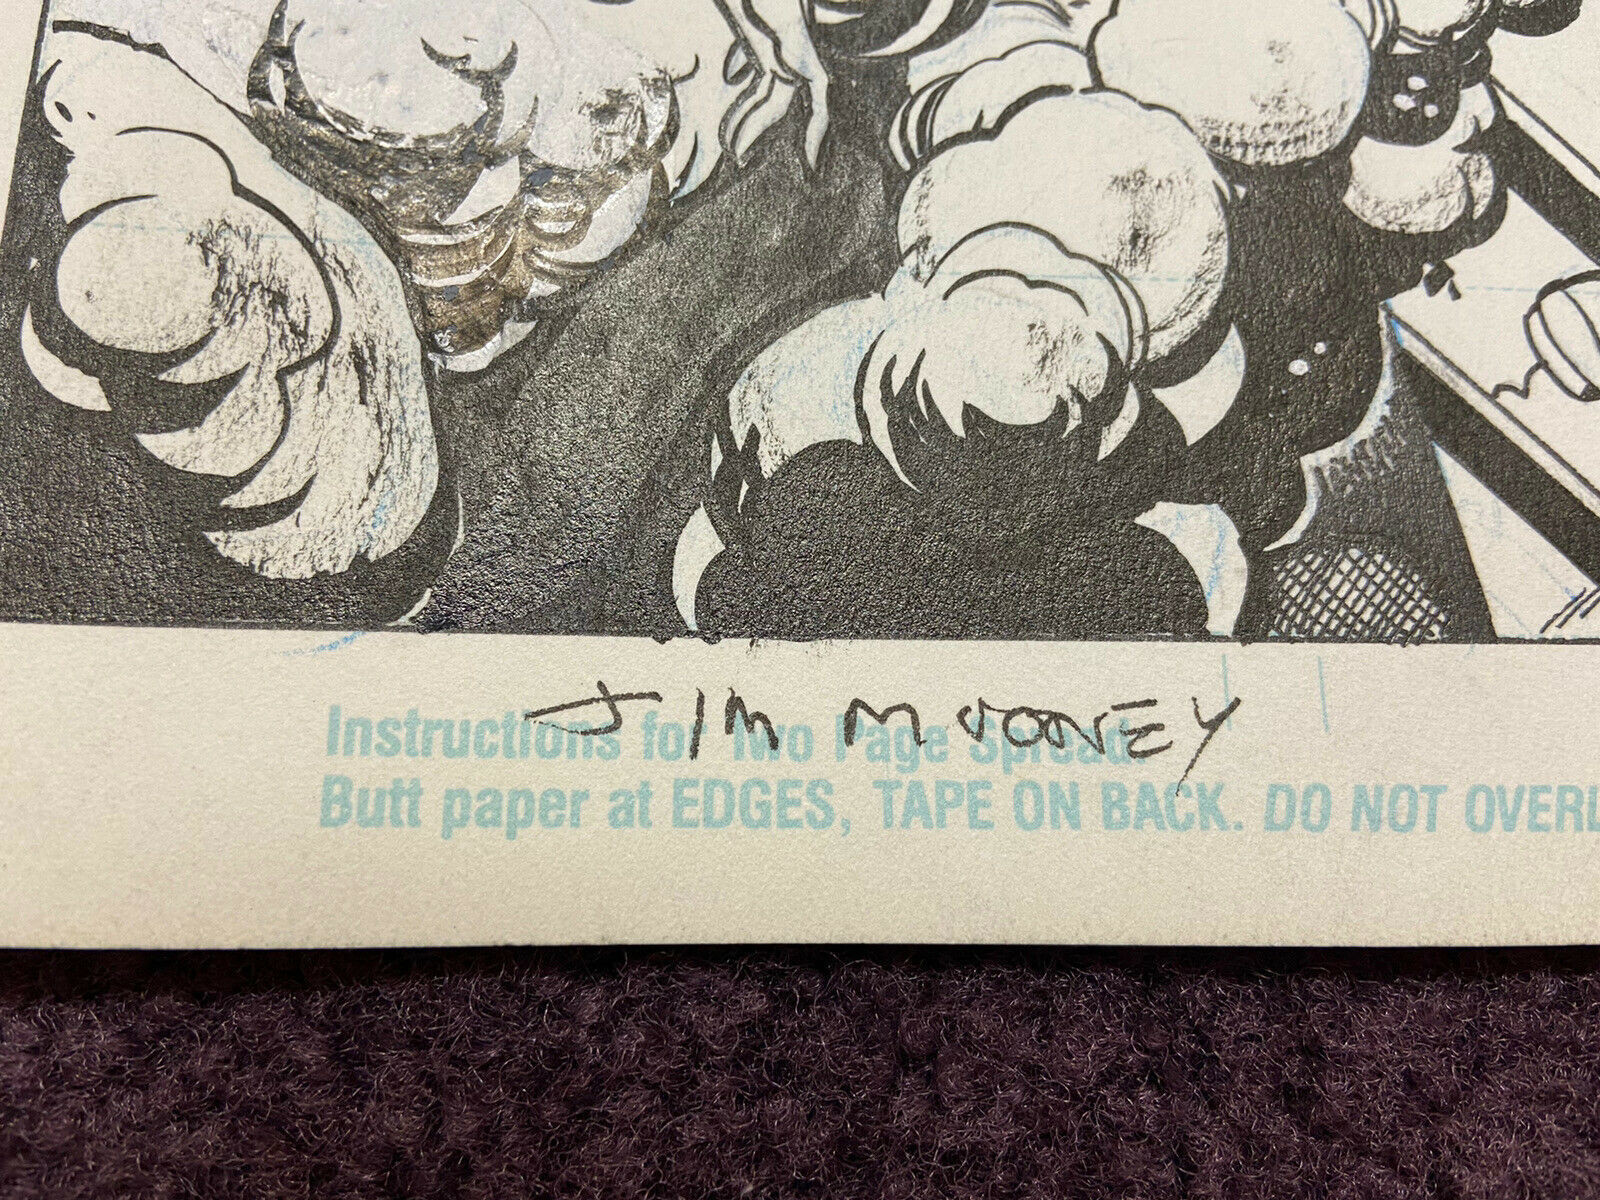 JIM MOONEY
Instructions for Two Page Spread:
Butt paper at EDGES, TAPE ON BACK. DO NOT OVERL